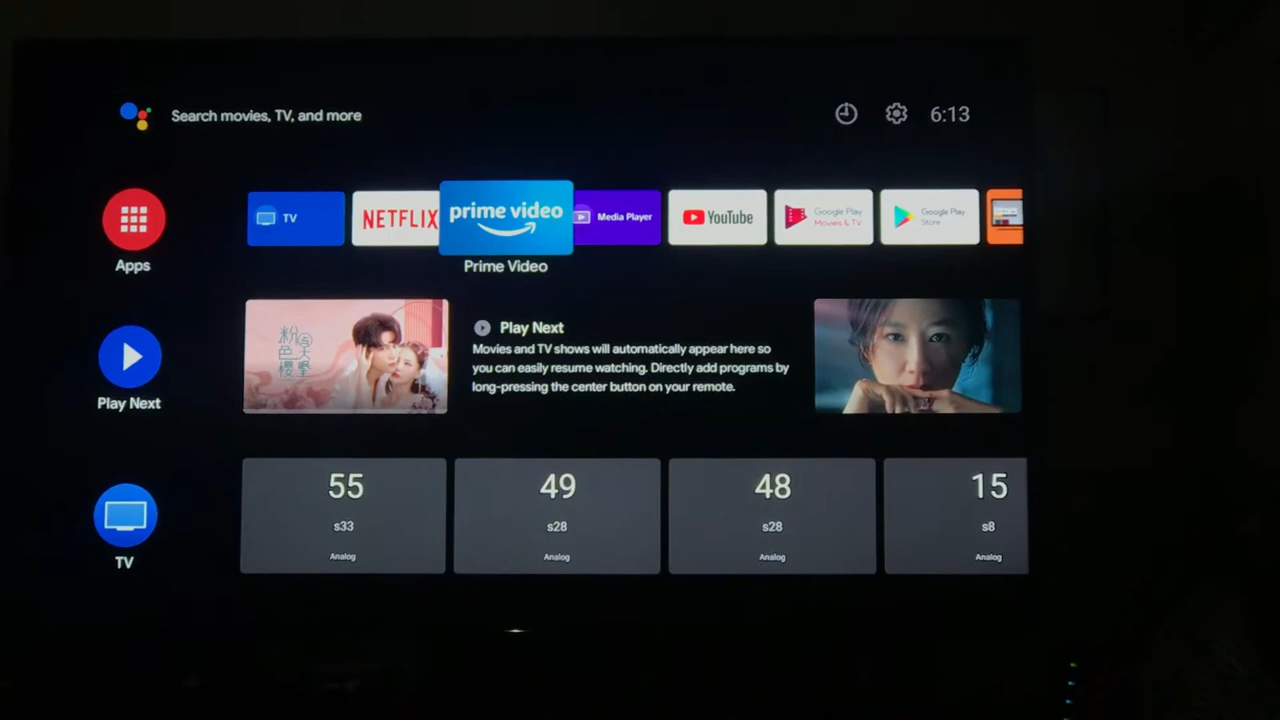 Search movies, TV, and more
6:13
Apps
TV
NETFLIX
prime video
Media Player
YouTube
Google Play
Movies & TV
Google Play
Store
Prime Video
Play Next
粉色
櫻
Play Next
Movies and TV shows will automatically appear here so
you can easily resume watching. Directly add programs by
long-pressing the center button on your remote.
TV
55
s33
Analog
49
s28
Analog
48
s28
Analog
15
s8
Analog